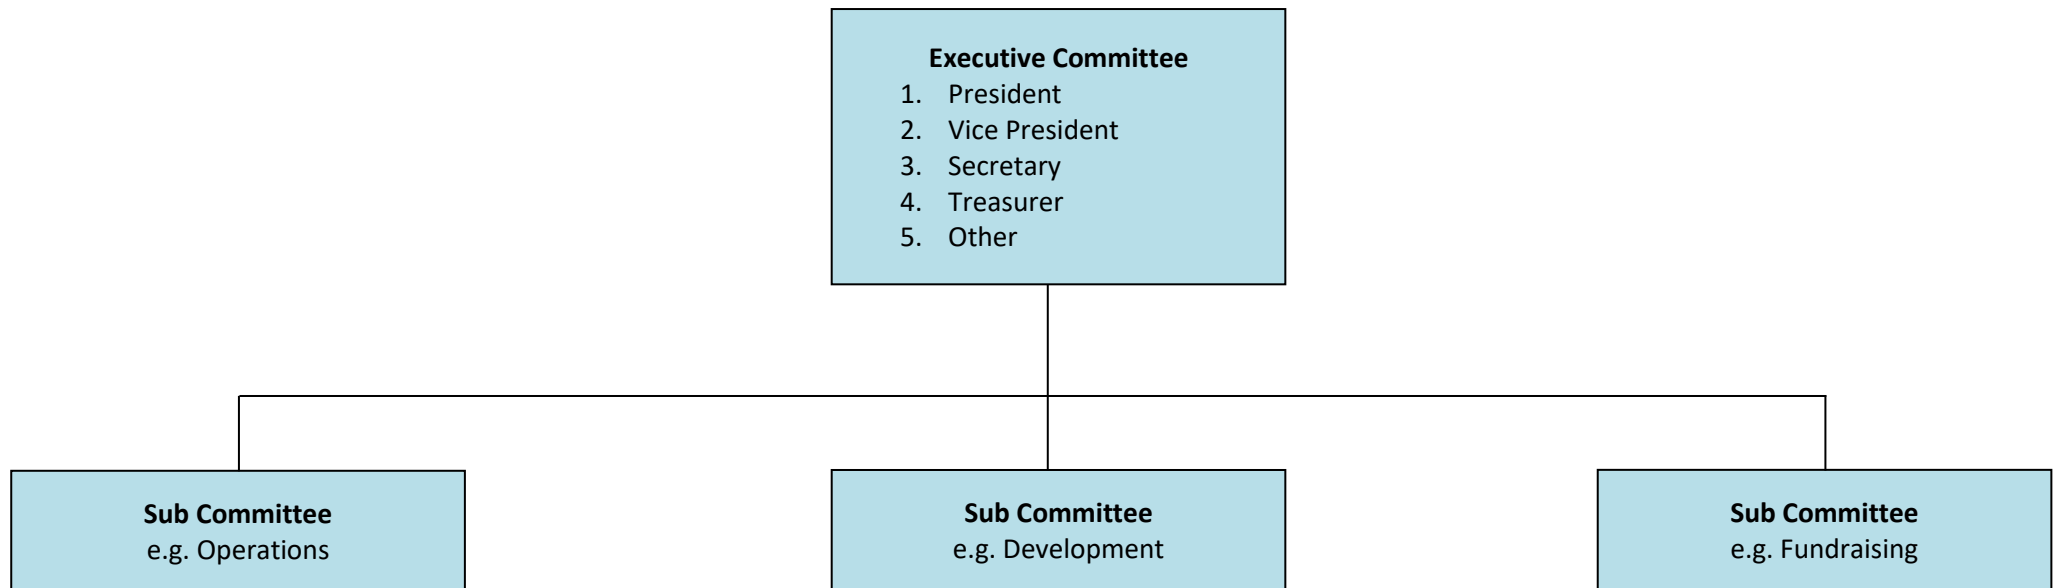 Executive Committee
1. President
2. Vice President
3. Secretary
4. Treasurer
5. Other
Sub Committee
e.g. Operations
Sub Committee
e.g. Development
Sub Committee
e.g. Fundraising